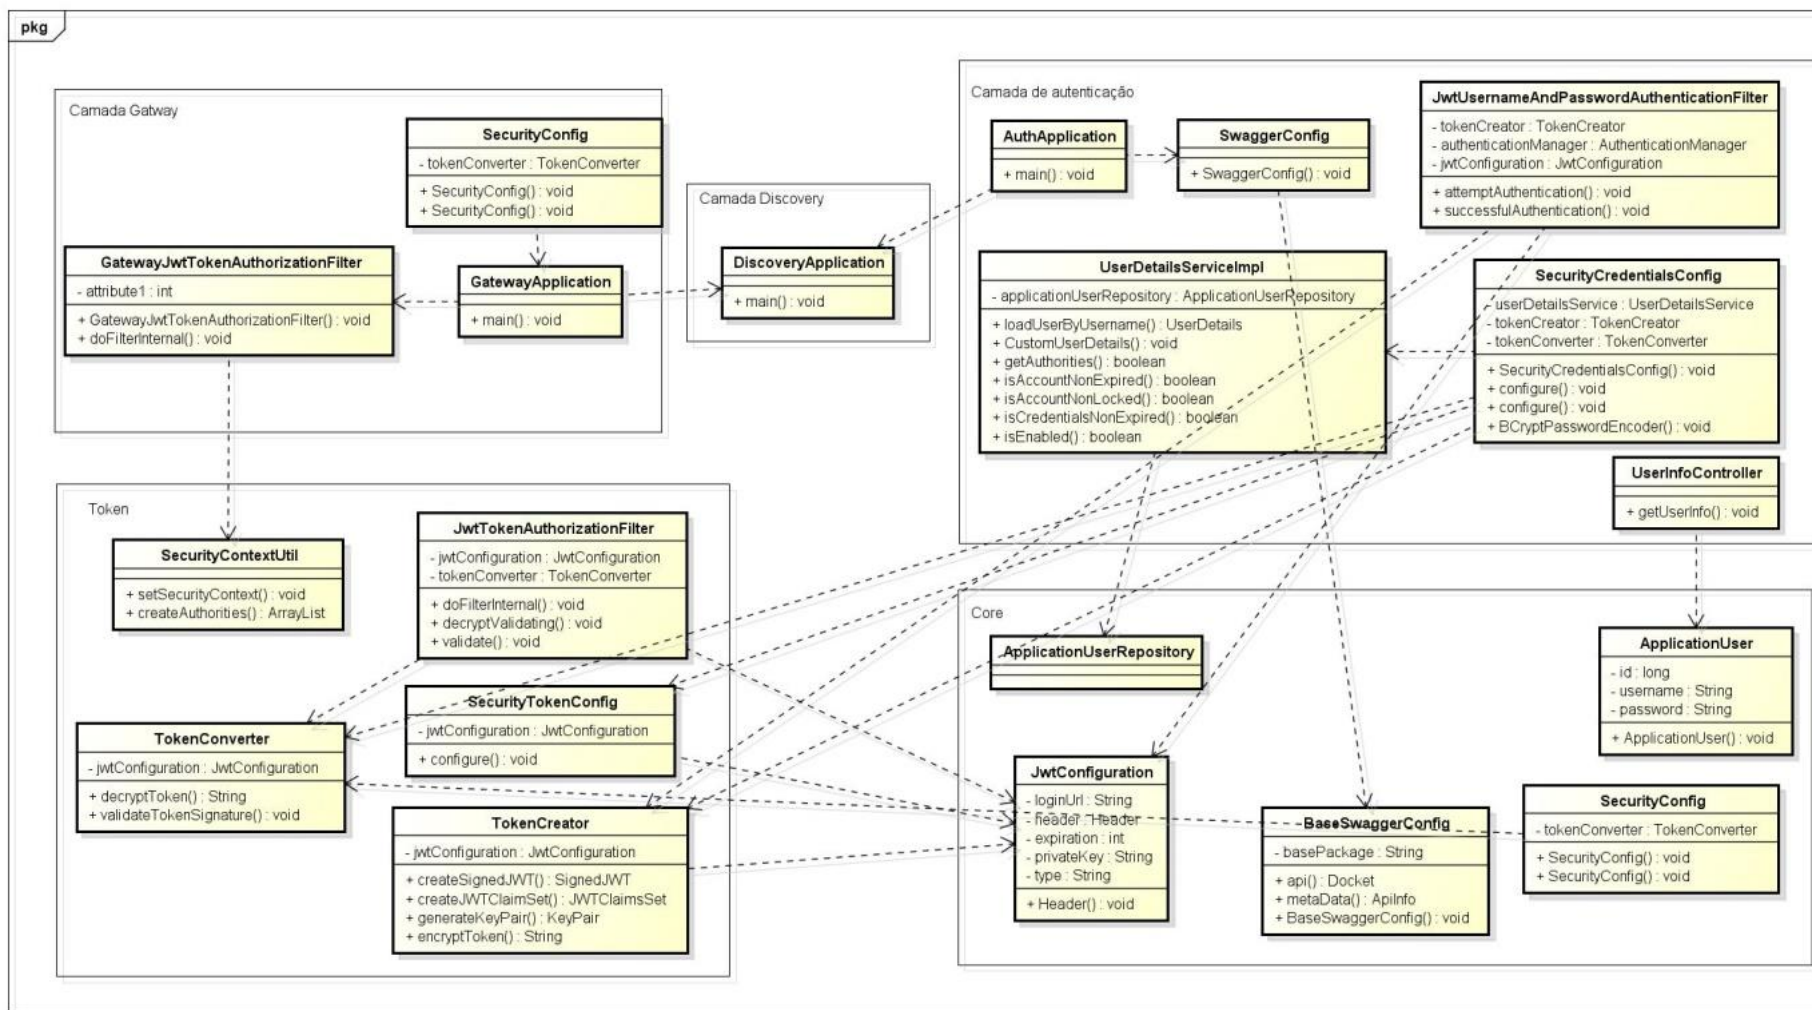 pkg
Camada Gatway
SecurityConfig
- tokenConverter : TokenConverter
+ SecurityConfig() : void
+ SecurityConfig() : void
GatewayJwtTokenAuthorizationFilter
- attribute1 : int
+ GatewayJwtTokenAuthorizationFilter() : void
+ doFilterInternal() : void
GatewayApplication
+ main() : void
Camada Discovery
DiscoveryApplication
+ main() : void
Camada de autenticação
AuthApplication
+ main() : void
SwaggerConfig
+ SwaggerConfig() : void
JwtUsernameAndPasswordAuthenticationFilter
- tokenCreator : TokenCreator
- authenticationManager : AuthenticationManager
- jwtConfiguration : JwtConfiguration
+ attemptAuthentication() : void
+ successfulAuthentication() : void
UserDetailsServiceImpl
- applicationUserRepository : ApplicationUserRepository
+ loadUserByUsername() : UserDetails
+ CustomUserDetails() : void
+ getAuthorities() : boolean
+ isAccountNonExpired() : boolean
+ isAccountNonLocked() : boolean
+ isCredentialsNonExpired() : boolean
+ isEnabled() : boolean
SecurityCredentialsConfig
- userDetailsService : UserDetailsService
- tokenCreator : TokenCreator
- tokenConverter : TokenConverter
+ SecurityCredentialsConfig() : void
+ configure() : void
+ configure() : void
+ BCryptPasswordEncoder() : void
UserInfoController
+ getUserInfo() : void
Token
SecurityContextUtil
+ setSecurityContext() : void
+ createAuthorities() : ArrayList
JwtTokenAuthorizationFilter
- jwtConfiguration : JwtConfiguration
- tokenConverter : TokenConverter
+ doFilterInternal() : void
+ decryptValidating() : void
+ validate() : void
SecurityTokenConfig
- jwtConfiguration : JwtConfiguration
+ configure() : void
TokenConverter
- jwtConfiguration : JwtConfiguration
+ decryptToken() : String
+ validateTokenSignature() : void
TokenCreator
- jwtConfiguration : JwtConfiguration
+ createSignedJWT() : SignedJWT
+ createJWTClaimSet() : JWTClaimsSet
+ generateKeyPair() : KeyPair
+ encryptToken() : String
Core
ApplicationUserRepository
ApplicationUser
- id : long
- username : String
- password : String
+ ApplicationUser() : void
JwtConfiguration
- loginUrl : String
- header : Header
- expiration : int
- privateKey : String
- type : String
+ Header() : void
BaseSwaggerConfig
- basePackage : String
+ api() : Docket
+ metaData() : ApiInfo
+ BaseSwaggerConfig() : void
SecurityConfig
- tokenConverter : TokenConverter
+ SecurityConfig() : void
+ SecurityConfig() : void